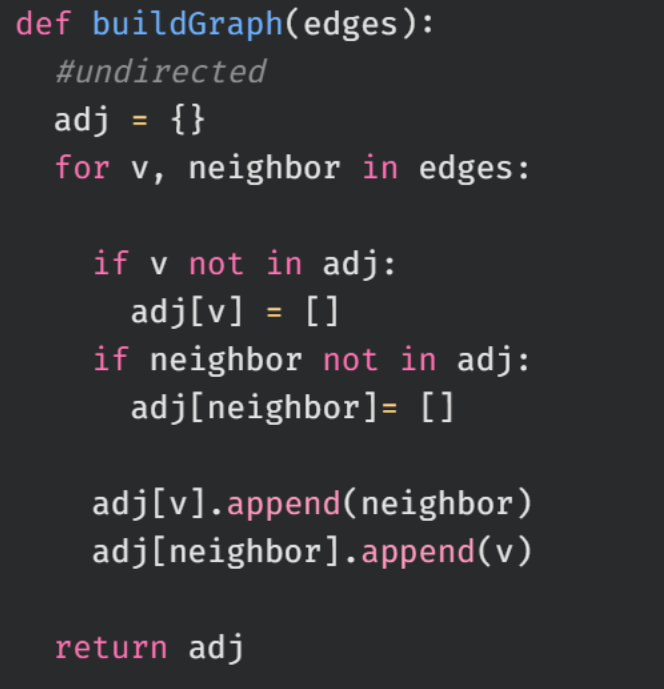 def buildGraph(edges):
  #undirected
  adj = {}
  for v, neighbor in edges:

    if v not in adj:
      adj[v] = []
    if neighbor not in adj:
      adj[neighbor]= []

    adj[v].append(neighbor)
    adj[neighbor].append(v)

  return adj